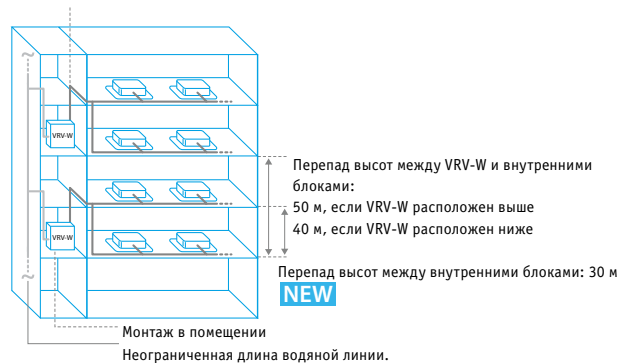 VRV-W
Перепад высот между VRV-W и внутренними
блоками:
50 м, если VRV-W расположен выше
40 м, если VRV-W расположен ниже
VRV-W
Перепад высот между внутренними блоками: 30 м
NEW
Монтаж в помещении
Неограниченная длина водяной линии.